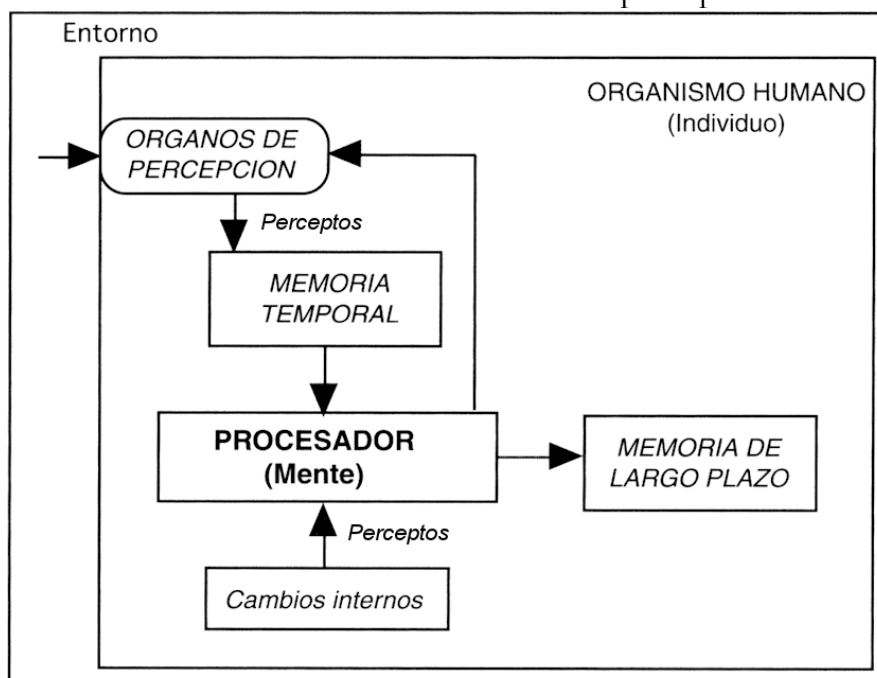 Entorno
ORGANISMO HUMANO
(Individuo)
ORGANOS DE
PERCEPCION
Perceptos
MEMORIA
TEMPORAL
PROCESADOR
(Mente)
MEMORIA DE
LARGO PLAZO
Perceptos
Cambios internos